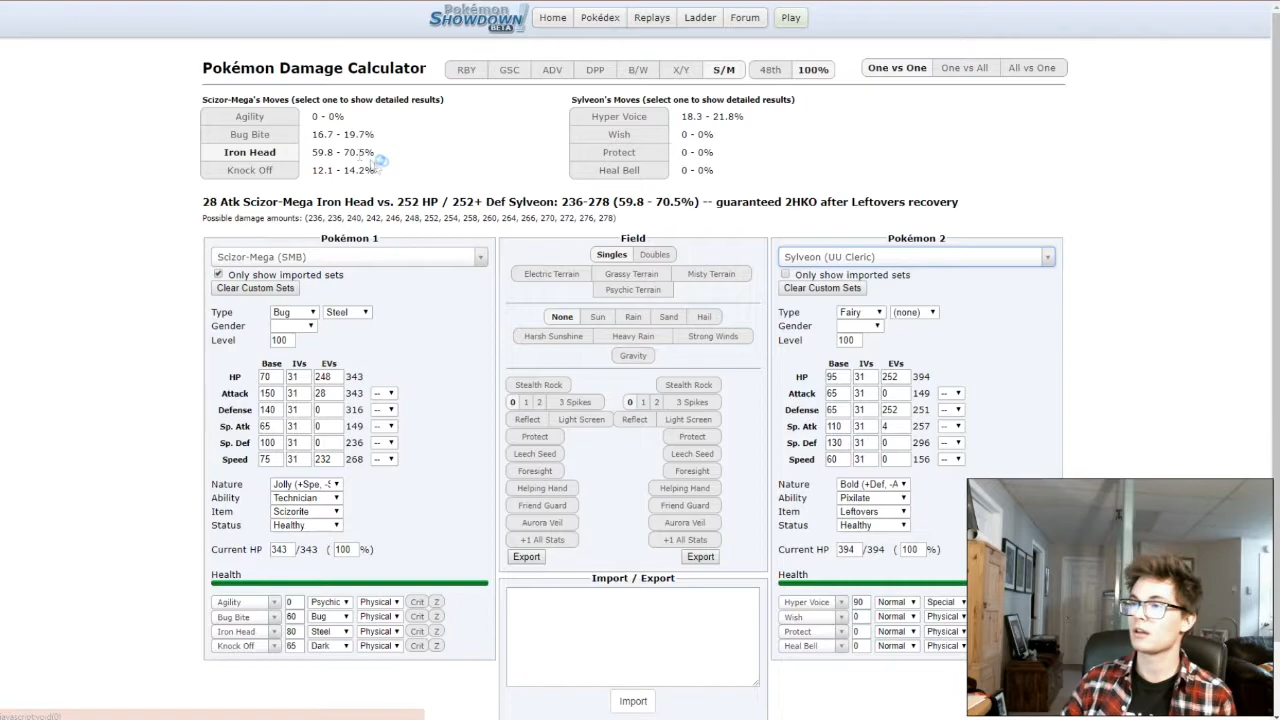 Pokémon
SHOWDOWN! BETA
Home Pokédex Replays Ladder Forum Play
Pokémon Damage Calculator RBY GSC ADV DPP B/W X/Y S/M 48th 100% One vs One One vs All All vs One
Scizor-Mega's Moves (select one to show detailed results) Sylveon's Moves (select one to show detailed results)
Agility 0 - 0% Hyper Voice 18.3 - 21.8%
Bug Bite 16.7 - 19.7% Wish 0 - 0%
Iron Head 59.8 - 70.5% Protect 0 - 0%
Knock Off 12.1 - 14.2% Heal Bell 0 - 0%
28 Atk Scizor-Mega Iron Head vs. 252 HP / 252+ Def Sylveon: 236-278 (59.8 - 70.5%) -- guaranteed 2HKO after Leftovers recovery
Possible damage amounts: (236, 236, 240, 242, 246, 248, 252, 254, 258, 260, 264, 266, 270, 272, 276, 278)
Pokémon 1
Scizor-Mega (SMB)
Only show imported sets
Clear Custom Sets
Type Bug Steel
Gender
Level 100
Base IVs EVs
HP 70 31 248 343
Attack 150 31 28 343 --
Defense 140 31 0 316 --
Sp. Atk 65 31 0 149 --
Sp. Def 100 31 0 236 --
Speed 75 31 232 268 --
Nature Jolly (+Spe, -S
Ability Technician
Item Scizorite
Status Healthy
Current HP 343 /343 ( 100 %)
Health
Agility 0 Psychic Physical Crit Z
Bug Bite 60 Bug Physical Crit Z
Iron Head 80 Steel Physical Crit Z
Knock Off 65 Dark Physical Crit Z
Field
Singles Doubles
Electric Terrain Grassy Terrain Misty Terrain
Psychic Terrain
None Sun Rain Sand Hail
Harsh Sunshine Heavy Rain Strong Winds
Gravity
Stealth Rock Stealth Rock
0 1 2 3 Spikes 0 1 2 3 Spikes
Reflect Light Screen Reflect Light Screen
Protect Protect
Leech Seed Leech Seed
Foresight Foresight
Helping Hand Helping Hand
Friend Guard Friend Guard
Aurora Veil Aurora Veil
+1 All Stats +1 All Stats
Export Export
Import / Export
Import
Pokémon 2
Sylveon (UU Cleric)
Only show imported sets
Clear Custom Sets
Type Fairy (none)
Gender
Level 100
Base IVs EVs
HP 95 31 252 394
Attack 65 31 0 149 --
Defense 65 31 252 251 --
Sp. Atk 110 31 4 257 --
Sp. Def 130 31 0 296 --
Speed 60 31 0 156 --
Nature Bold (+Def, -A
Ability Pixilate
Item Leftovers
Status Healthy
Current HP 394 /394 ( 100 %)
Health
Hyper Voice 90 Normal Special
Wish 0 Normal Physical
Protect 0 Normal Physical
Heal Bell 0 Normal Physical
javascript:void(0)